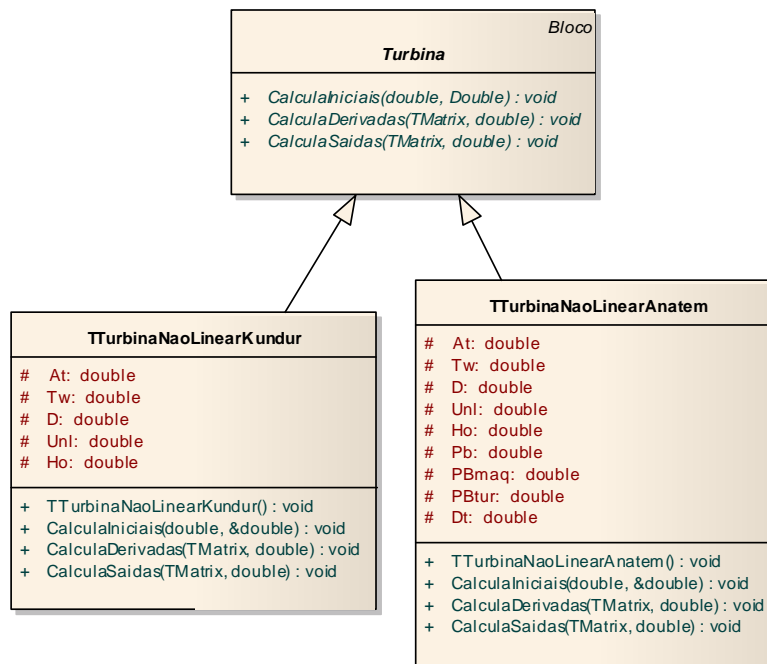 Bloco
Turbina
+ CalculaIniciais(double, Double) : void
+ CalculaDerivadas(TMatrix, double) : void
+ CalculaSaidas(TMatrix, double) : void
TTurbinaNaoLinearKundur
# At: double
# Tw: double
# D: double
# Unl: double
# Ho: double
+ TTurbinaNaoLinearKundur() : void
+ CalculaIniciais(double, &double) : void
+ CalculaDerivadas(TMatrix, double) : void
+ CalculaSaidas(TMatrix, double) : void
TTurbinaNaoLinearAnatem
# At: double
# Tw: double
# D: double
# Unl: double
# Ho: double
# Pb: double
# PBmaq: double
# PBtur: double
# Dt: double
+ TTurbinaNaoLinearAnatem() : void
+ CalculaIniciais(double, &double) : void
+ CalculaDerivadas(TMatrix, double) : void
+ CalculaSaidas(TMatrix, double) : void